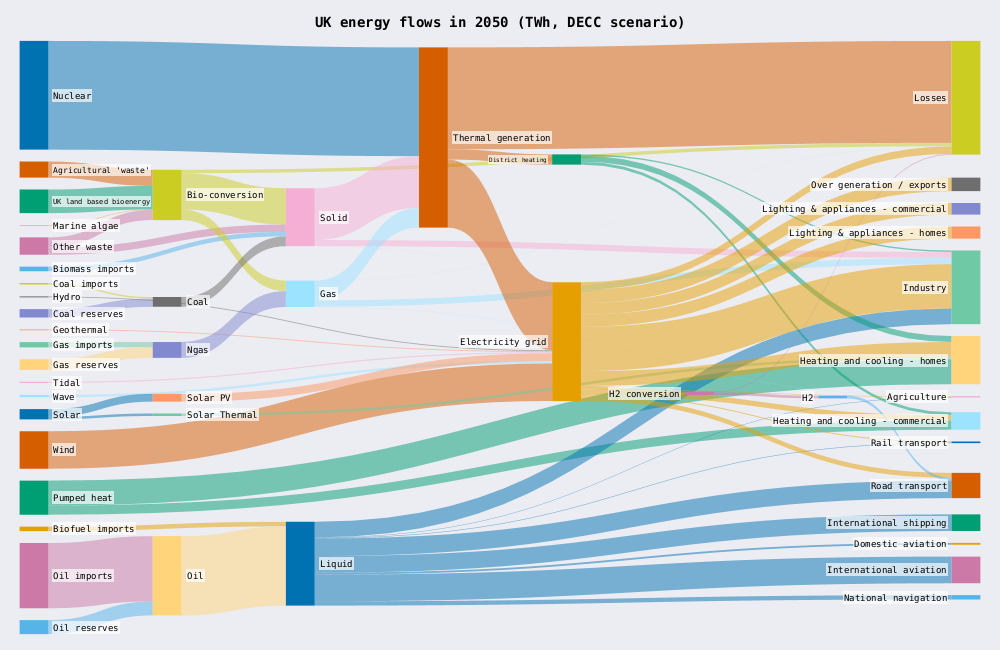 UK energy flows in 2050 (TWh, DECC scenario)
Nuclear
Agricultural 'waste'
UK land based bioenergy
Marine algae
Other waste
Biomass imports
Coal imports
Hydro
Coal reserves
Geothermal
Gas imports
Gas reserves
Tidal
Wave
Solar
Wind
Pumped heat
Biofuel imports
Oil imports
Oil reserves
Bio-conversion
Coal
Ngas
Solar PV
Solar Thermal
Oil
Solid
Gas
Liquid
Thermal generation
District heating
Electricity grid
H2 conversion
H2
Losses
Over generation / exports
Lighting & appliances - commercial
Lighting & appliances - homes
Industry
Heating and cooling - homes
Agriculture
Heating and cooling - commercial
Rail transport
Road transport
International shipping
Domestic aviation
International aviation
National navigation